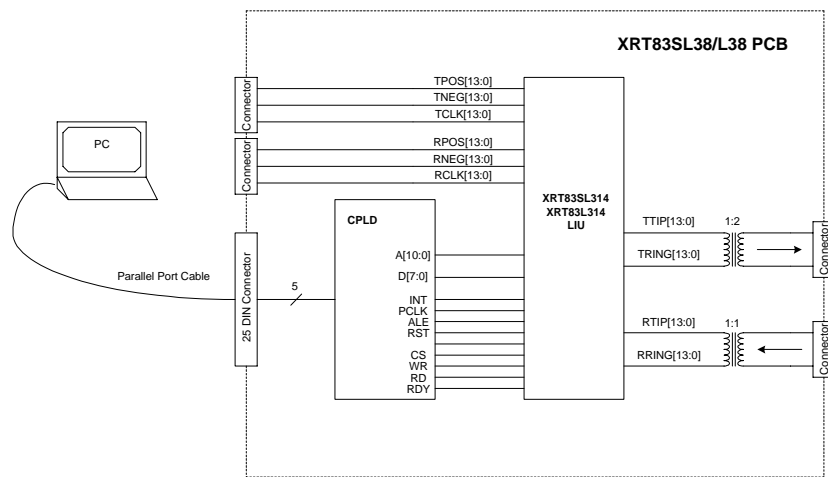 XRT83SL38/L38 PCB
Connector
TPOS[13:0]
TNEG[13:0]
TCLK[13:0]
Connector
RPOS[13:0]
RNEG[13:0]
RCLK[13:0]
PC
Parallel Port Cable
25 DIN Connector
5
CPLD
A[10:0]
D[7:0]
INT
PCLK
ALE
RST
CS
WR
RD
RDY
XRT83SL314
XRT83L314
LIU
TTIP[13:0]
1:2
TRING[13:0]
Connector
RTIP[13:0]
1:1
RRING[13:0]
Connector